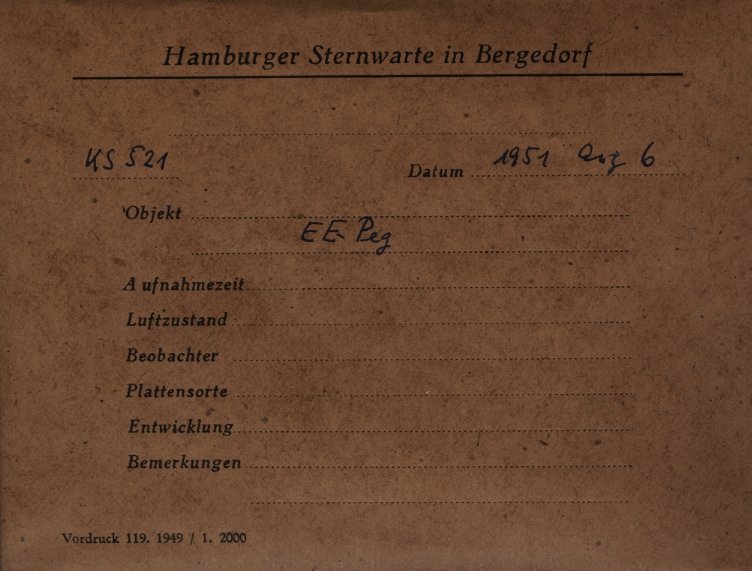 Hamburger Sternwarte in Bergedorf
KS 521 Datum 1951 Aug 6
Objekt
EE Peg
Aufnahmezeit
Luftzustand
Beobachter
Plattensorte
Entwicklung
Bemerkungen
Vordruck 119. 1949 / 1. 2000